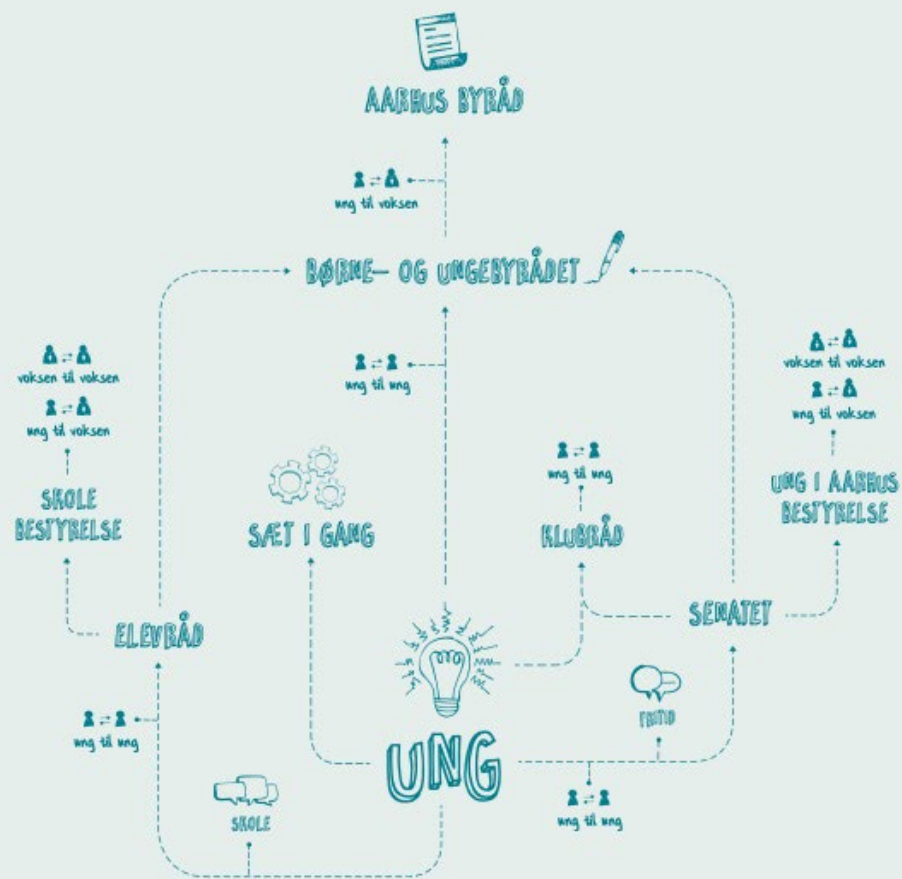 AARHUS BYRÅD
ung til voksen
BØRNE- OG UNGEBYRÅDET
ung til ung
voksen til voksen
ung til voksen
SKOLE
BESTYRELSE
SÆT I GANG
ung til ung
KLUBRÅD
voksen til voksen
ung til voksen
UNG I AARHUS
BESTYRELSE
ELEVRÅD
SENATET
ung til ung
FRITID
UNG
ung til ung
SKOLE